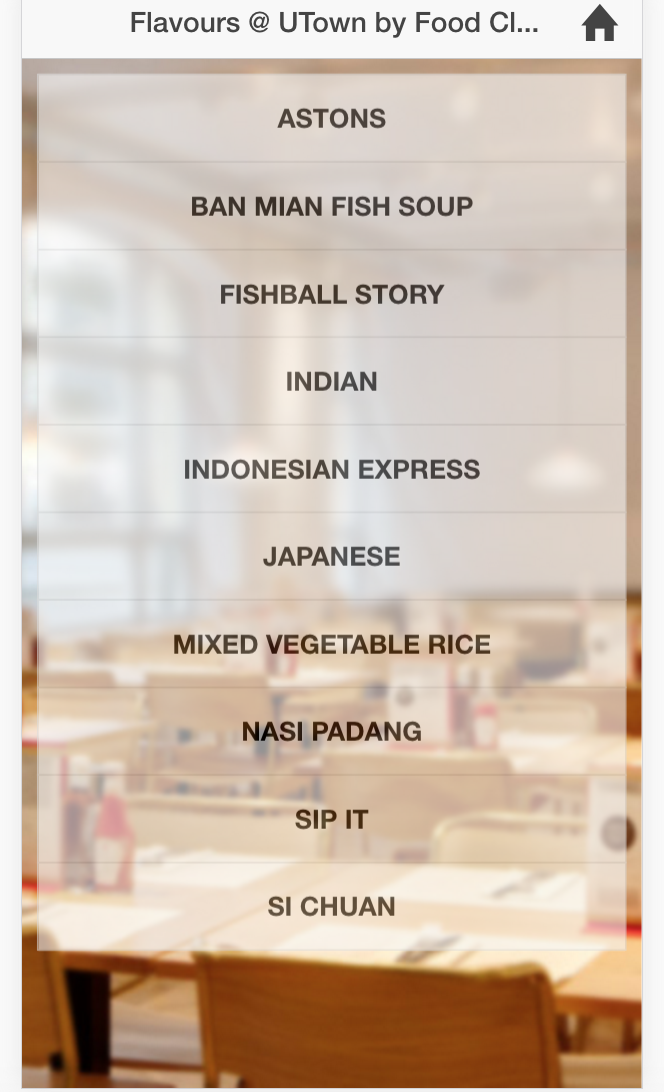 Flavours @ UTown by Food Cl...
ASTONS
BAN MIAN FISH SOUP
FISHBALL STORY
INDIAN
INDONESIAN EXPRESS
JAPANESE
MIXED VEGETABLE RICE
NASI PADANG
SIP IT
SI CHUAN